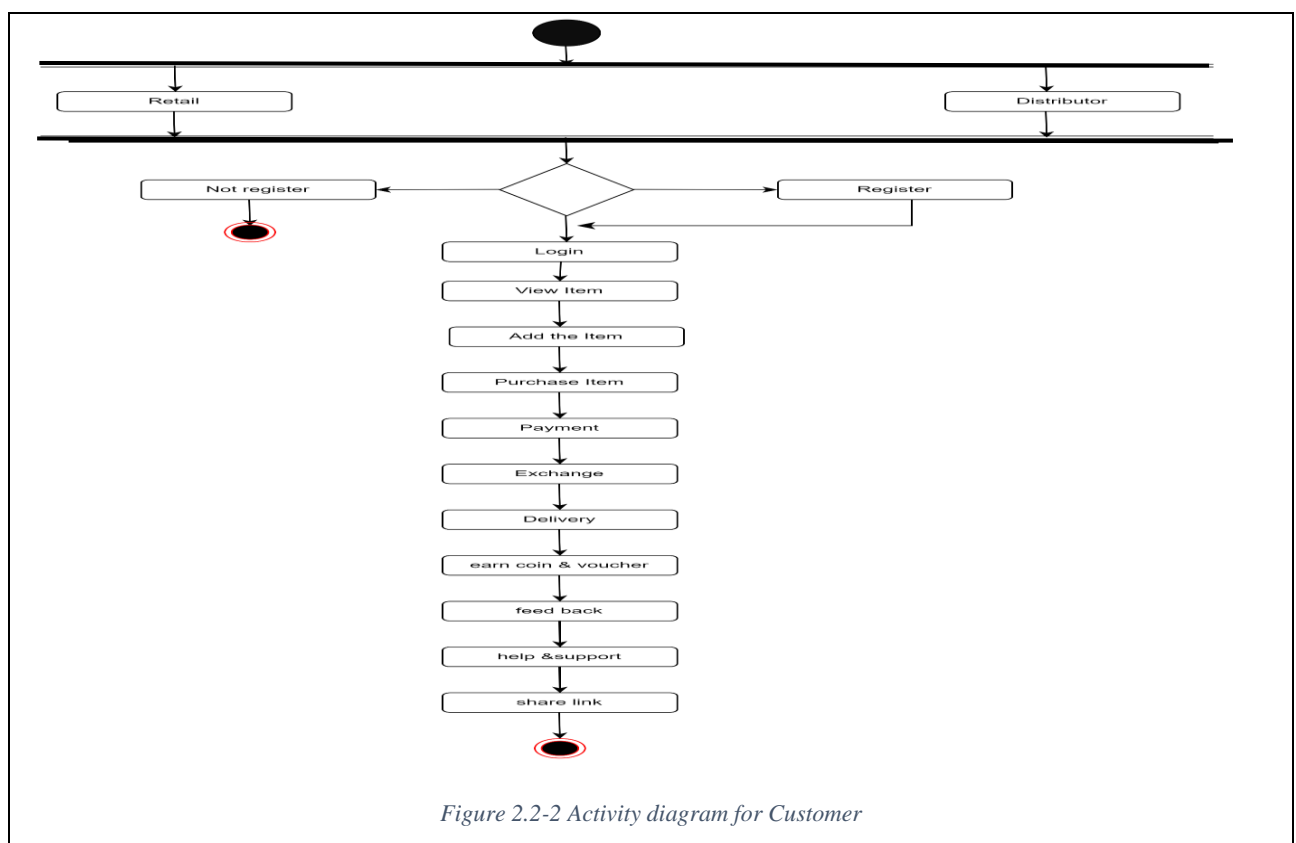 Retail
Distributor
Not register
Register
Login
View Item
Add the Item
Purchase Item
Payment
Exchange
Delivery
earn coin & voucher
feed back
help &support
share link
Figure 2.2-2 Activity diagram for Customer